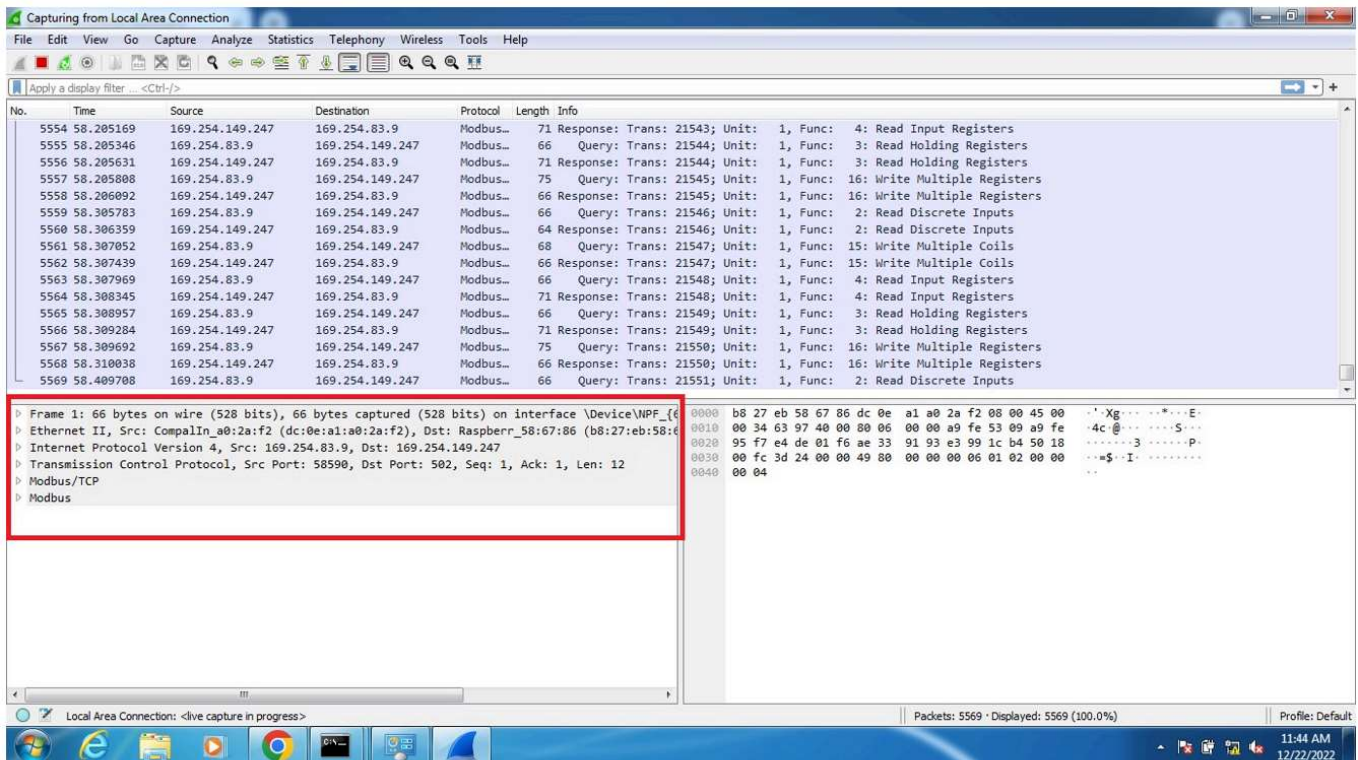 Capturing from Local Area Connection
File Edit View Go Capture Analyze Statistics Telephony Wireless Tools Help
Apply a display filter ... <Ctrl-/>
No. Time Source Destination Protocol Length Info
5554 58.205169 169.254.149.247 169.254.83.9 Modbus… 71 Response: Trans: 21543; Unit: 1, Func: 4: Read Input Registers
5555 58.205346 169.254.83.9 169.254.149.247 Modbus… 66 Query: Trans: 21544; Unit: 1, Func: 3: Read Holding Registers
5556 58.205631 169.254.149.247 169.254.83.9 Modbus… 71 Response: Trans: 21544; Unit: 1, Func: 3: Read Holding Registers
5557 58.205808 169.254.83.9 169.254.149.247 Modbus… 75 Query: Trans: 21545; Unit: 1, Func: 16: Write Multiple Registers
5558 58.206092 169.254.149.247 169.254.83.9 Modbus… 66 Response: Trans: 21545; Unit: 1, Func: 16: Write Multiple Registers
5559 58.305783 169.254.83.9 169.254.149.247 Modbus… 66 Query: Trans: 21546; Unit: 1, Func: 2: Read Discrete Inputs
5560 58.306359 169.254.149.247 169.254.83.9 Modbus… 64 Response: Trans: 21546; Unit: 1, Func: 2: Read Discrete Inputs
5561 58.307052 169.254.83.9 169.254.149.247 Modbus… 68 Query: Trans: 21547; Unit: 1, Func: 15: Write Multiple Coils
5562 58.307439 169.254.149.247 169.254.83.9 Modbus… 66 Response: Trans: 21547; Unit: 1, Func: 15: Write Multiple Coils
5563 58.307969 169.254.83.9 169.254.149.247 Modbus… 66 Query: Trans: 21548; Unit: 1, Func: 4: Read Input Registers
5564 58.308345 169.254.149.247 169.254.83.9 Modbus… 71 Response: Trans: 21548; Unit: 1, Func: 4: Read Input Registers
5565 58.308957 169.254.83.9 169.254.149.247 Modbus… 66 Query: Trans: 21549; Unit: 1, Func: 3: Read Holding Registers
5566 58.309284 169.254.149.247 169.254.83.9 Modbus… 71 Response: Trans: 21549; Unit: 1, Func: 3: Read Holding Registers
5567 58.309692 169.254.83.9 169.254.149.247 Modbus… 75 Query: Trans: 21550; Unit: 1, Func: 16: Write Multiple Registers
5568 58.310038 169.254.149.247 169.254.83.9 Modbus… 66 Response: Trans: 21550; Unit: 1, Func: 16: Write Multiple Registers
5569 58.409708 169.254.83.9 169.254.149.247 Modbus… 66 Query: Trans: 21551; Unit: 1, Func: 2: Read Discrete Inputs
Frame 1: 66 bytes on wire (528 bits), 66 bytes captured (528 bits) on interface \Device\NPF_{6
Ethernet II, Src: CompalIn_a0:2a:f2 (dc:0e:a1:a0:2a:f2), Dst: Raspberr_58:67:86 (b8:27:eb:58:6
Internet Protocol Version 4, Src: 169.254.83.9, Dst: 169.254.149.247
Transmission Control Protocol, Src Port: 58590, Dst Port: 502, Seq: 1, Ack: 1, Len: 12
Modbus/TCP
Modbus
0000 b8 27 eb 58 67 86 dc 0e a1 a0 2a f2 08 00 45 00 ·'·Xg··· ··*···E·
0010 00 34 63 97 40 00 80 06 00 00 a9 fe 53 09 a9 fe ·4c·@··· ····S···
0020 95 f7 e4 de 01 f6 ae 33 91 93 e3 99 1c b4 50 18 ·······3 ······P·
0030 00 fc 3d 24 00 00 49 80 00 00 00 06 01 02 00 00 ··=$··I· ········
0040 00 04 ··
Local Area Connection: <live capture in progress>
Packets: 5569 · Displayed: 5569 (100.0%)
Profile: Default
11:44 AM
12/22/2022